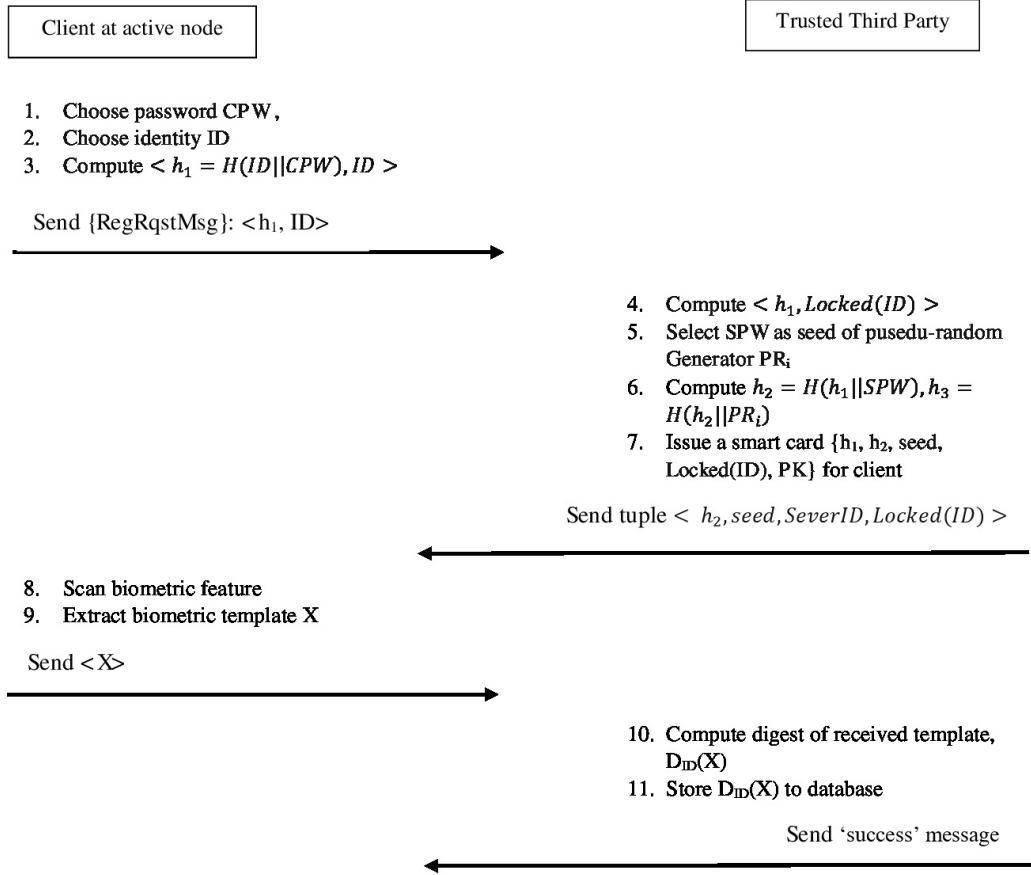 Client at active node
Trusted Third Party
1. Choose password CPW,
2. Choose identity ID
3. Compute < h₁ = H(ID||CPW), ID >
Send {RegRqstMsg}: <h₁, ID>
4. Compute < h₁, Locked(ID) >
5. Select SPW as seed of pusedu-random
Generator PRᵢ
6. Compute h₂ = H(h₁||SPW), h₃ =
H(h₂||PRᵢ)
7. Issue a smart card {h₁, h₂, seed,
Locked(ID), PK} for client
Send tuple < h₂, seed, SeverID, Locked(ID) >
8. Scan biometric feature
9. Extract biometric template X
Send <X>
10. Compute digest of received template,
D_ID(X)
11. Store D_ID(X) to database
Send ‘success’ message